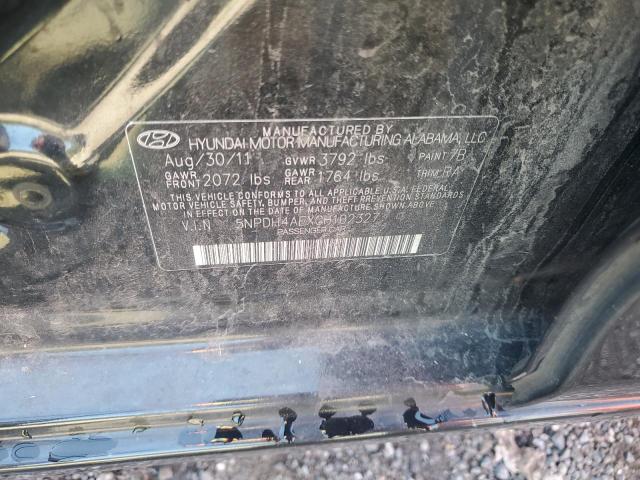 MANUFACTURED BY
HYUNDAI MOTOR MANUFACTURING ALABAMA, LLC
Aug/30/11 GVWR 3792 lbs PAINT 7B
GAWR FRONT 2072 lbs GAWR REAR 1764 lbs TRIM RA
THIS VEHICLE CONFORMS TO ALL APPLICABLE U.S.A. FEDERAL
MOTOR VEHICLE SAFETY, BUMPER, AND THEFT PREVENTION STANDARDS
IN EFFECT ON THE DATE OF MANUFACTURE SHOWN ABOVE.
V.I.N
PASSENGER CAR